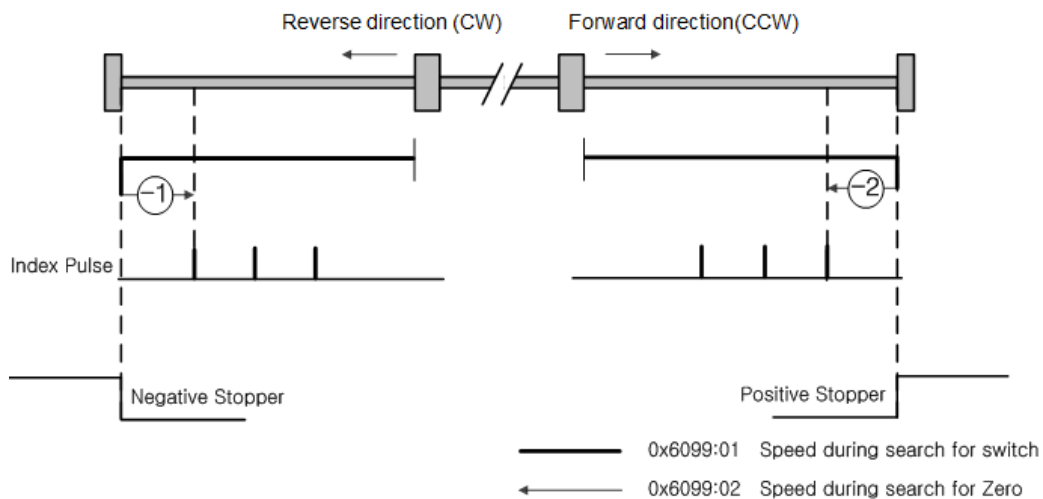 Reverse direction (CW)
Forward direction(CCW)
-1
-2
Index Pulse
Negative Stopper
Positive Stopper
0x6099:01 Speed during search for switch
0x6099:02 Speed during search for Zero